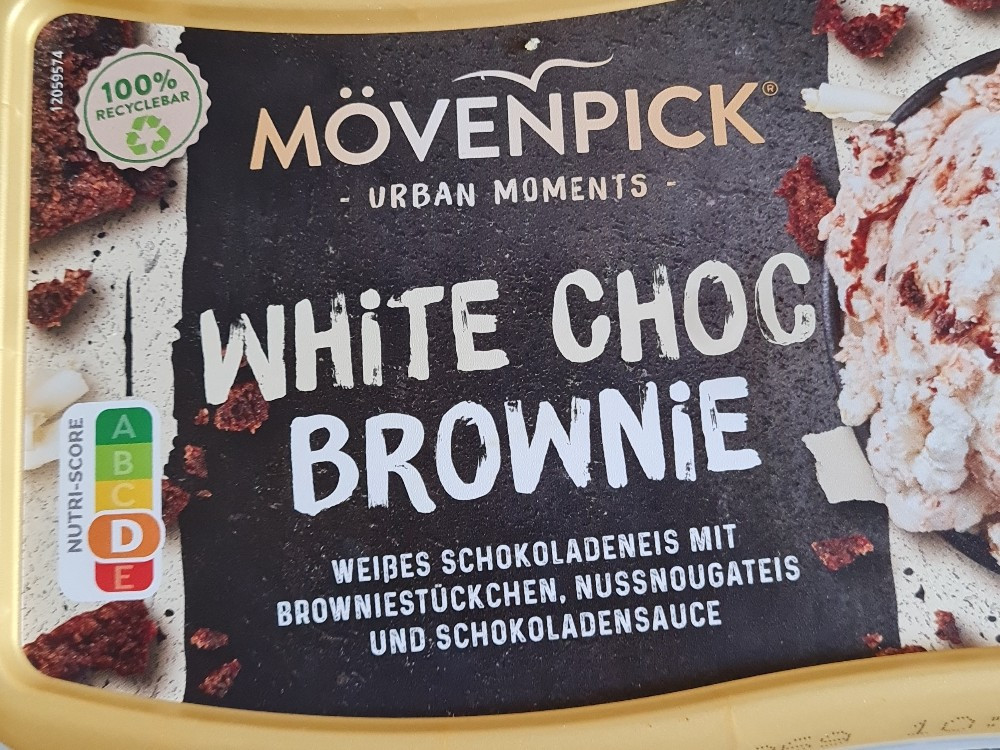 12059574
100%
RECYCLEBAR
MÖVENPICK®
- URBAN MOMENTS -
WHiTE CHOC
BROWNiE
NUTRI-SCORE
A
B
C
D
E
WEIßES SCHOKOLADENEIS MIT
BROWNIESTÜCKCHEN, NUSSNOUGATEIS
UND SCHOKOLADENSAUCE